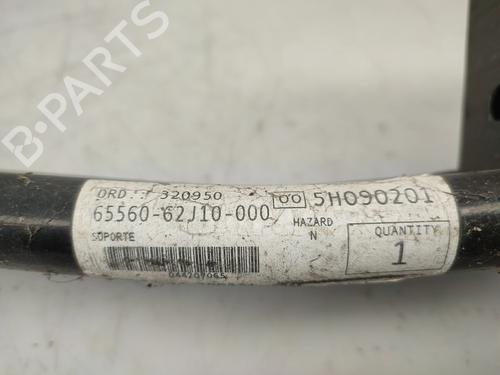 ORD.: 320950
65560-62J10-000
SOPORTE
00
5H090201
HAZARD
N
QUANTITY
1
B-PARTS